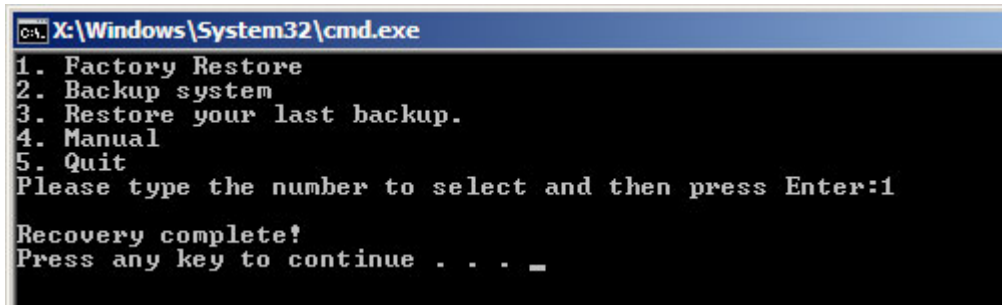 X:\Windows\System32\cmd.exe
1. Factory Restore
2. Backup system
3. Restore your last backup.
4. Manual
5. Quit
Please type the number to select and then press Enter:1
Recovery complete!
Press any key to continue . . . _